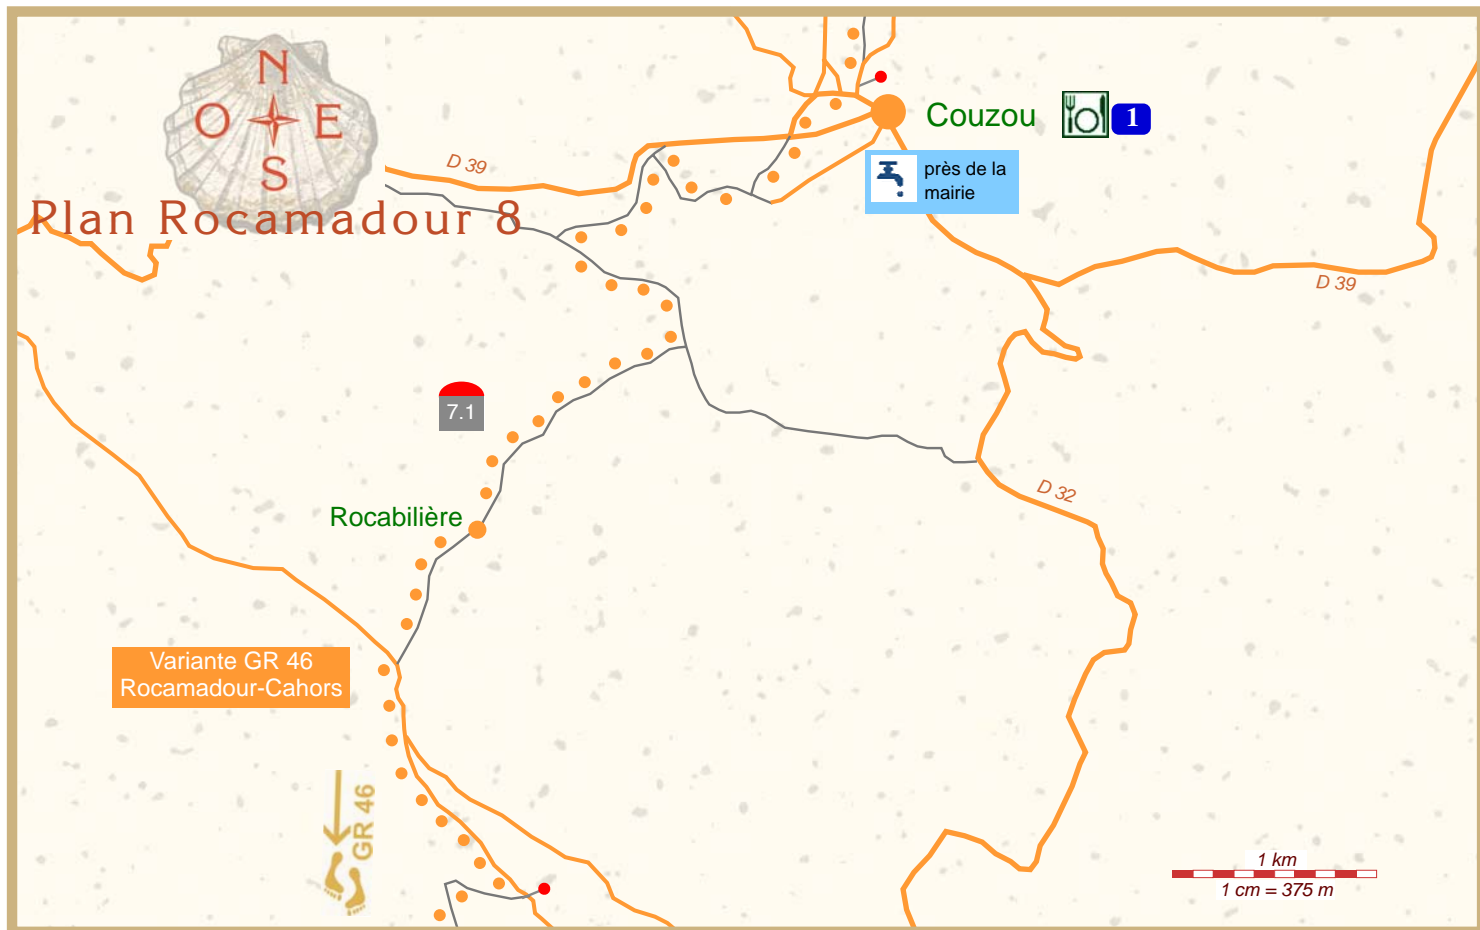 N
O E
S
Plan Rocamadour 8
D 39
Couzou
1
près de la
mairie
D 39
7.1
D 32
Rocabilière
Variante GR 46
Rocamadour-Cahors
GR 46
1 km
1 cm = 375 m